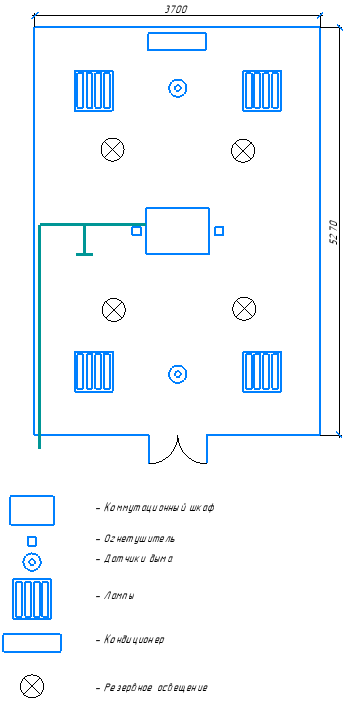 3700
5270
- Коммутационный шкаф
- Огнетушитель
- Датчики дыма
- Лампы
- Кондиционер
- Резервное освещение